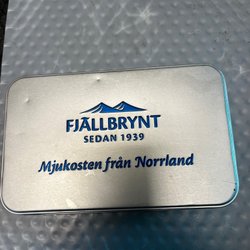 FJÄLLBRYNT
SEDAN 1939
Mjukosten från Norrland